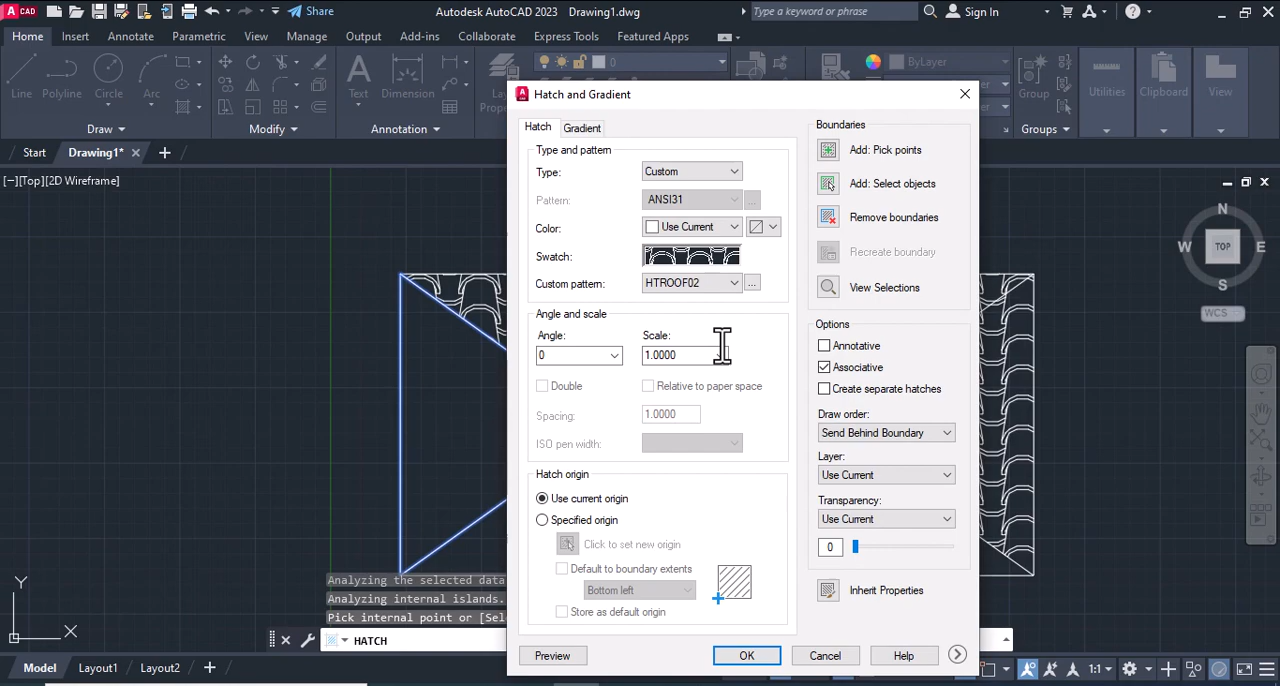 CAD
Share
Autodesk AutoCAD 2023 Drawing1.dwg
Type a keyword or phrase
Sign In
Home Insert Annotate Parametric View Manage Output Add-ins Collaborate Express Tools Featured Apps
Line Polyline Circle Arc
Text Dimension
0
ByLayer
Group
Utilities Clipboard View
Draw Modify Annotation Groups
Start Drawing1*
[−][Top][2D Wireframe]
Hatch and Gradient
Hatch Gradient
Type and pattern
Type: Custom
Pattern: ANSI31
Color: Use Current
Swatch:
Custom pattern: HTROOF02
Angle and scale
Angle: Scale:
0 1.0000
Double Relative to paper space
Spacing: 1.0000
ISO pen width:
Hatch origin
Use current origin
Specified origin
Click to set new origin
Default to boundary extents
Bottom left
Store as default origin
Boundaries
Add: Pick points
Add: Select objects
Remove boundaries
Recreate boundary
View Selections
Options
Annotative
Associative
Create separate hatches
Draw order:
Send Behind Boundary
Layer:
Use Current
Transparency:
Use Current
0
Inherit Properties
Preview OK Cancel Help
N
W TOP E
S
WCS
Y
X
Analyzing the selected data
Analyzing internal islands.
Pick internal point or [Sel
HATCH
Model Layout1 Layout2
1:1